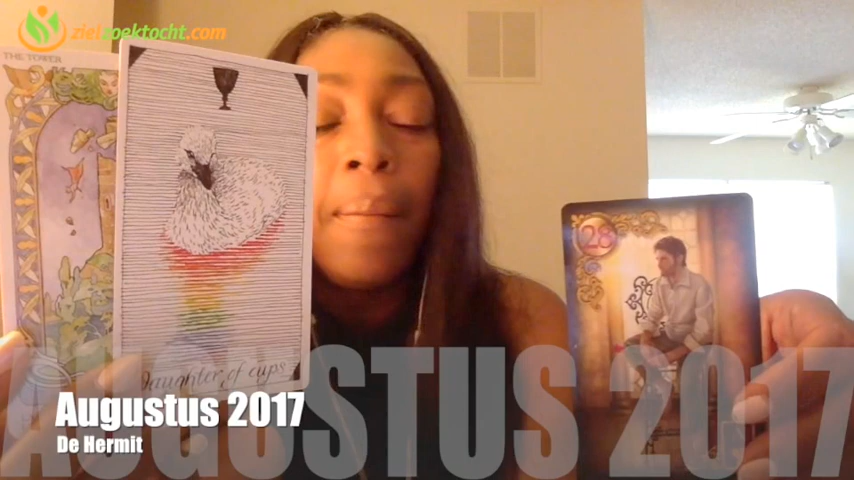 zielzoektocht.com
THE TOWER
28
Daughter of cups
AUGUSTUS 2017
Augustus 2017
De Hermit